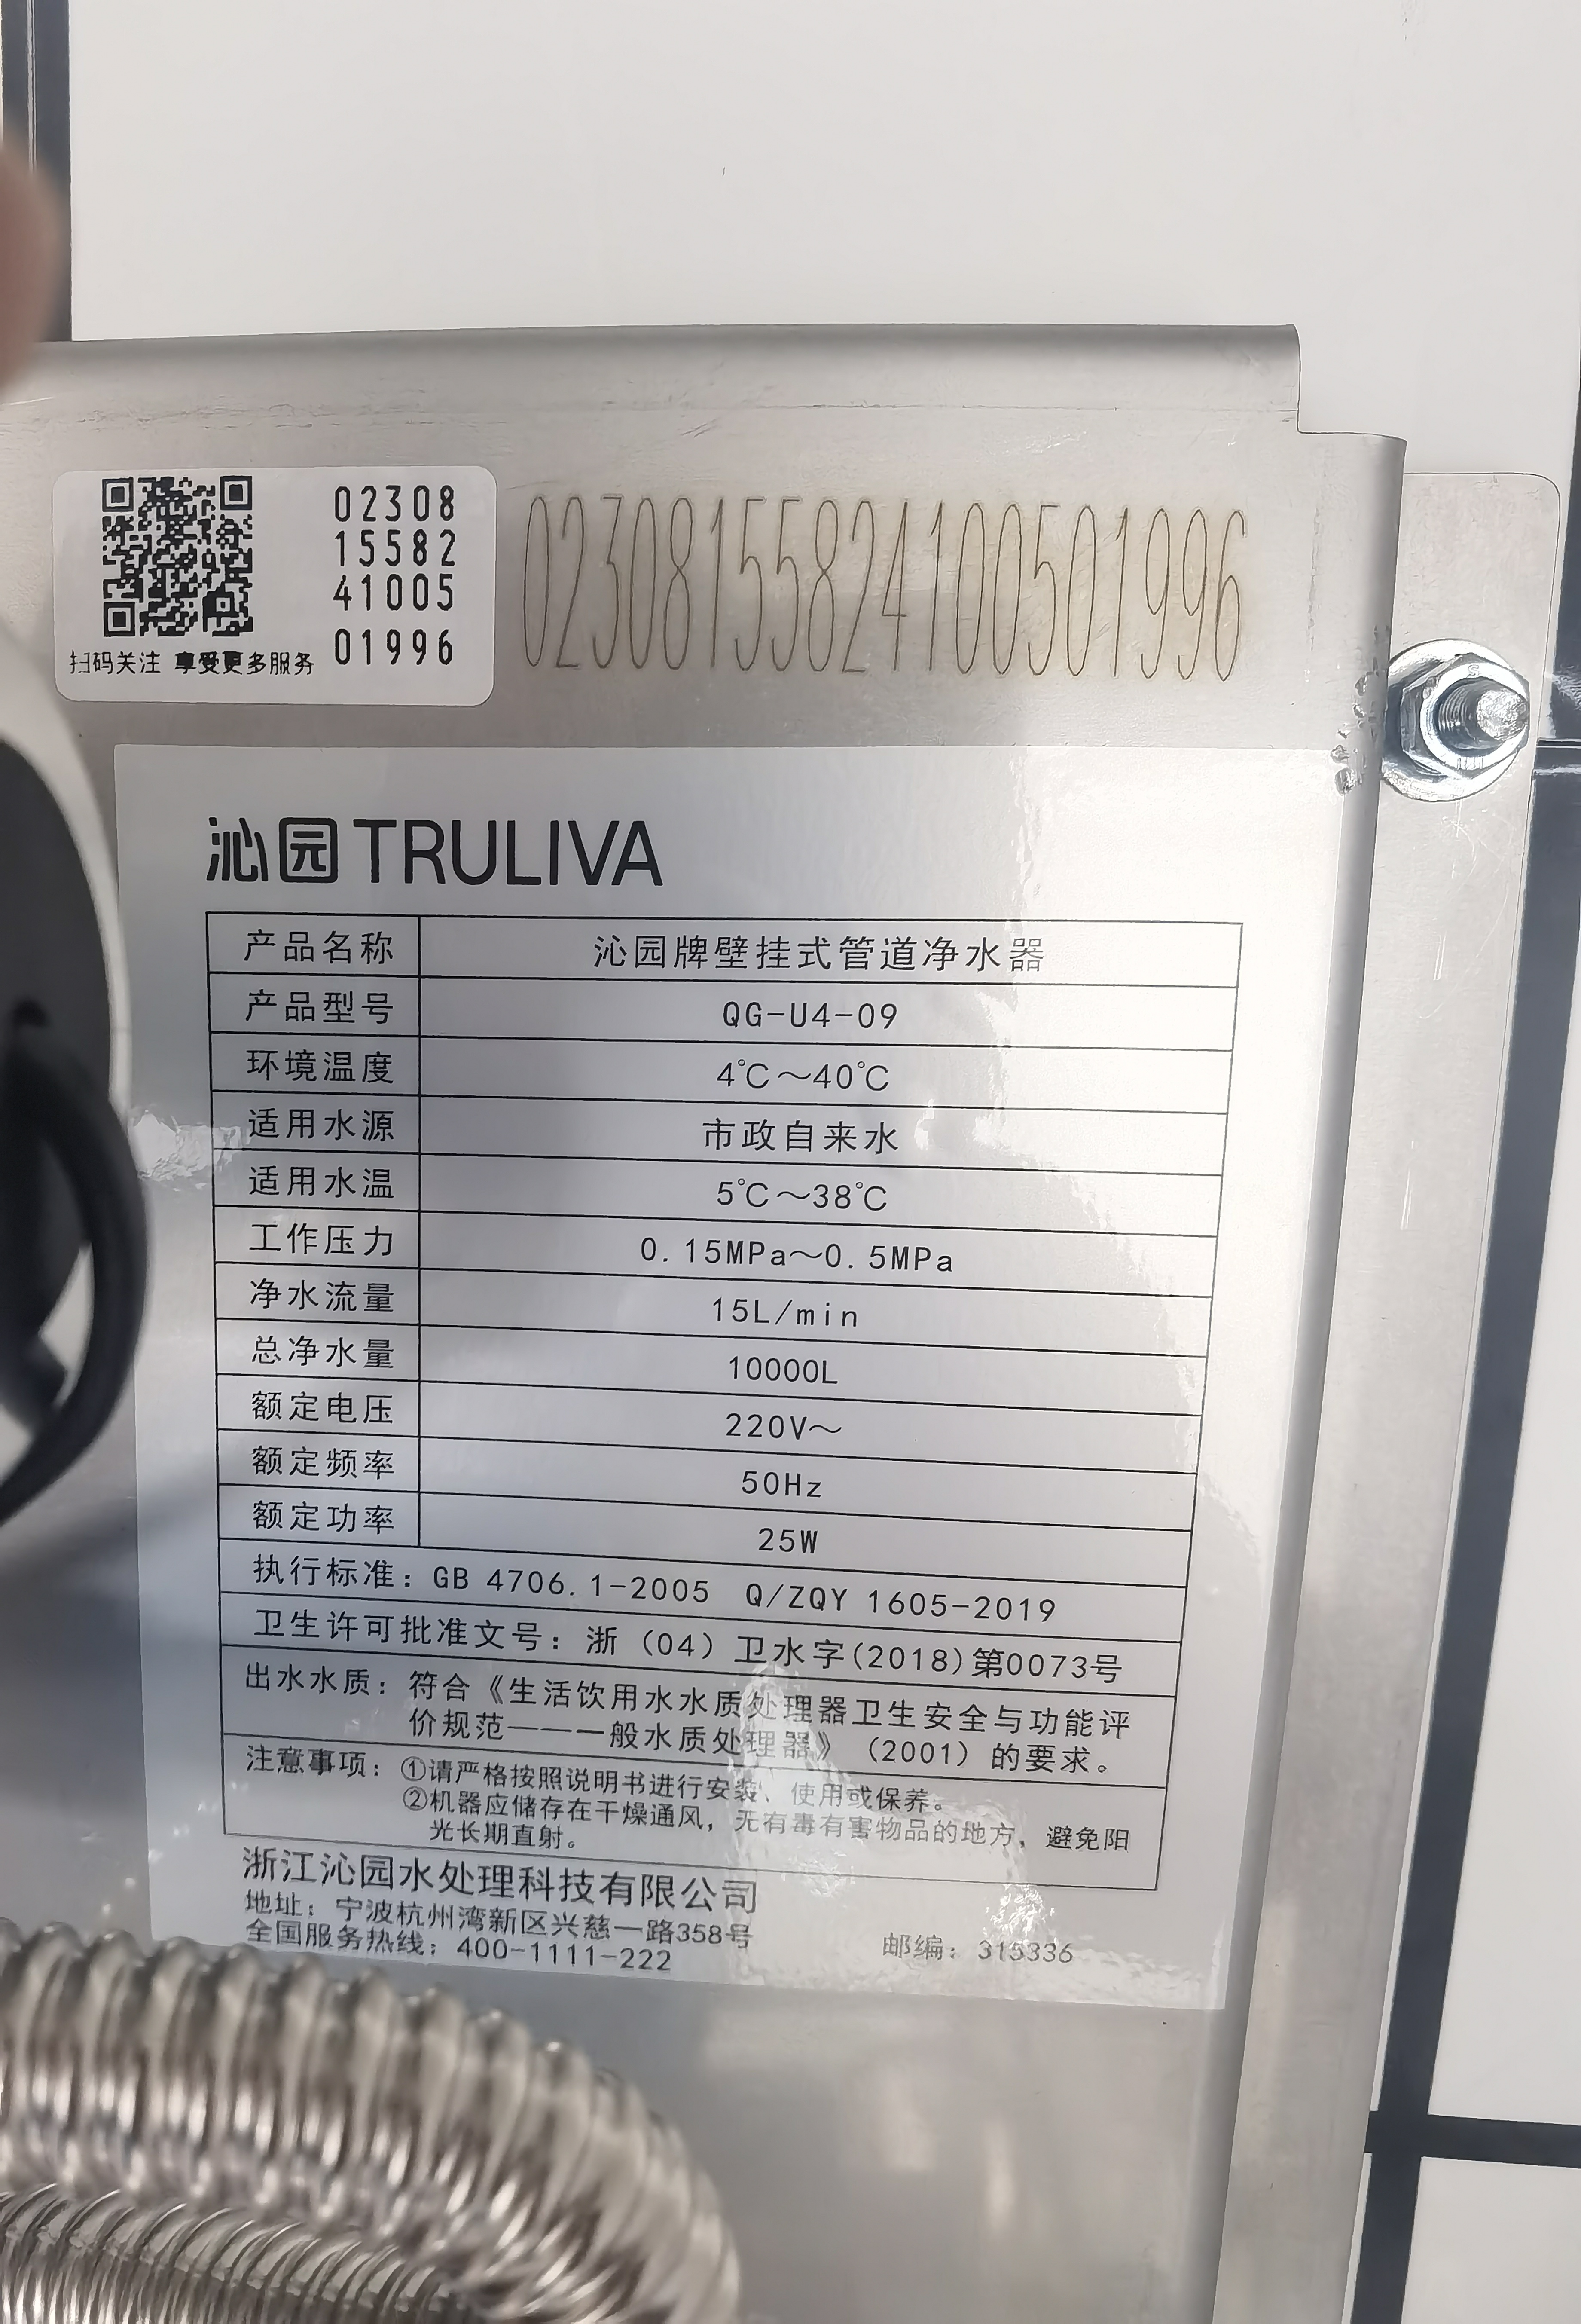 02308
15582
41005
01996
扫码关注 享受更多服务
02308155824100501996
沁园TRULIVA
产品名称 沁园牌壁挂式管道净水器
产品型号 QG-U4-09
环境温度 4℃～40℃
适用水源 市政自来水
适用水温 5℃～38℃
工作压力 0.15MPa～0.5MPa
净水流量 15L/min
总净水量 10000L
额定电压 220V～
额定频率 50Hz
额定功率 25W
执行标准：GB 4706.1-2005 Q/ZQY 1605-2019
卫生许可批准文号：浙（04）卫水字(2018)第0073号
出水水质：符合《生活饮用水水质处理器卫生安全与功能评
价规范——一般水质处理器》（2001）的要求。
注意事项：①请严格按照说明书进行安装、使用或保养。
②机器应储存在干燥通风，无有毒有害物品的地方，避免阳
光长期直射。
浙江沁园水处理科技有限公司
地址：宁波杭州湾新区兴慈一路358号
全国服务热线：400-1111-222 邮编：315336